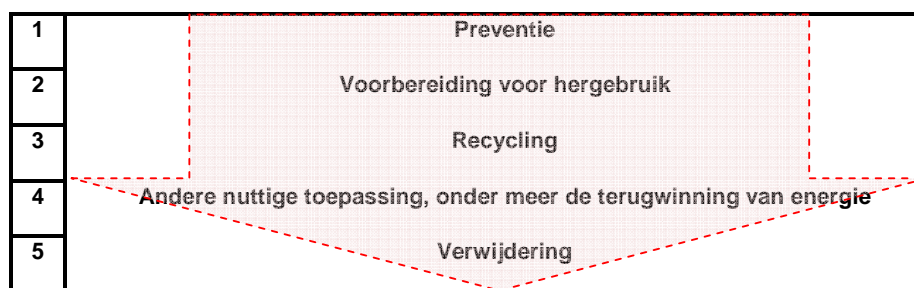 1 Preventie
2 Voorbereiding voor hergebruik
3 Recycling
4 Andere nuttige toepassing, onder meer de terugwinning van energie
5 Verwijdering